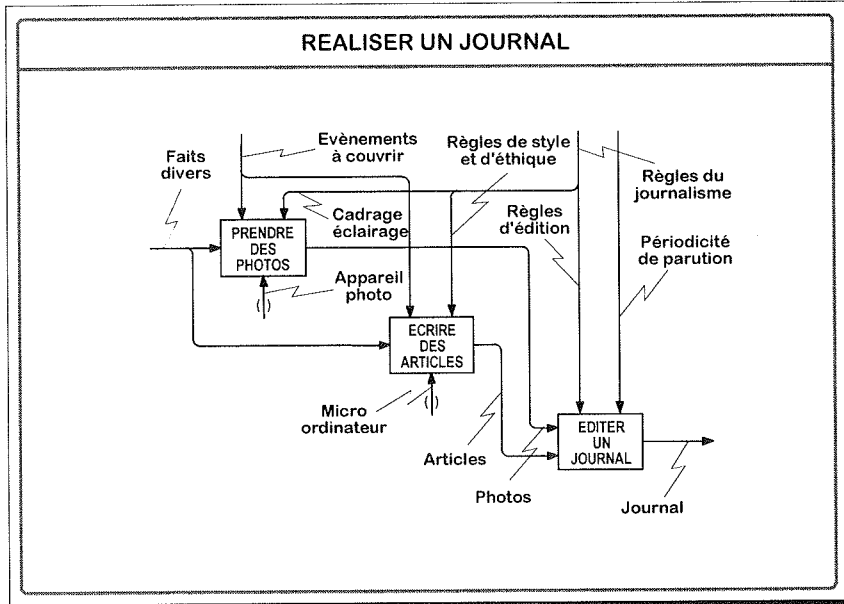 REALISER UN JOURNAL
Faits
divers
Evènements
à couvrir
Règles de style
et d'éthique
Règles du
journalisme
Cadrage
éclairage
Règles
d'édition
Périodicité
de parution
PRENDRE
DES
PHOTOS
Appareil
photo
( )
ECRIRE
DES
ARTICLES
Micro
ordinateur
( )
Articles
Photos
EDITER
UN
JOURNAL
Journal